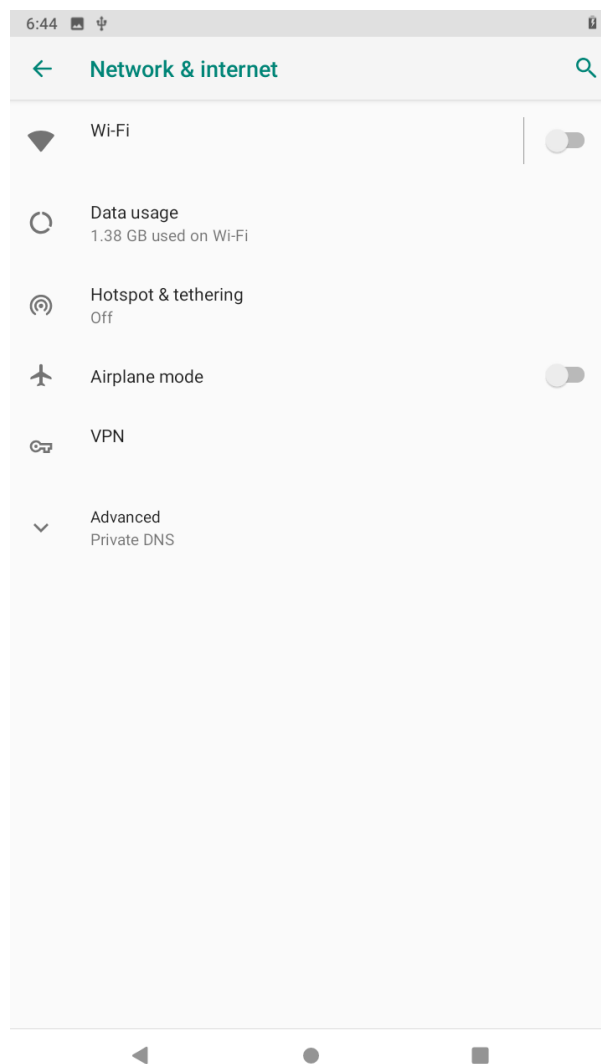 6:44
Network & internet
Wi-Fi
Data usage
1.38 GB used on Wi-Fi
Hotspot & tethering
Off
Airplane mode
VPN
Advanced
Private DNS